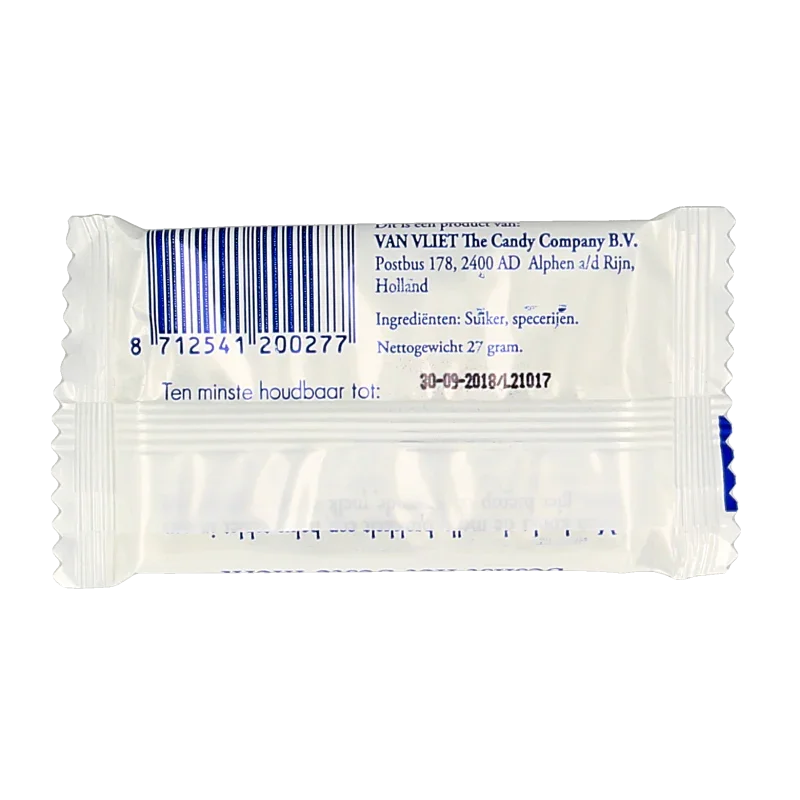 Dit is een product van:
VAN VLIET The Candy Company B.V.
Postbus 178, 2400 AD Alphen a/d Rijn,
Holland
Ingrediënten: Suiker, specerijen.
Nettogewicht 27 gram.
8 712541 200277
Ten minste houdbaar tot: 30-09-2018/L21017